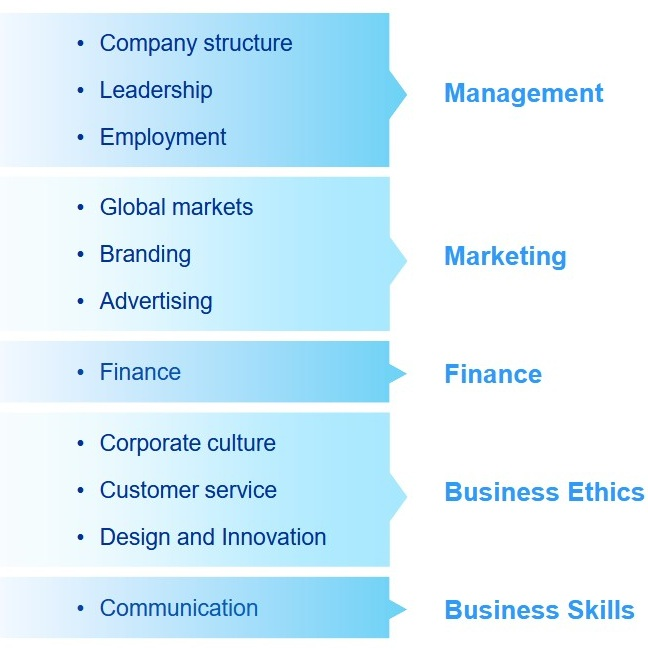 • Company structure
• Leadership
• Employment
Management
• Global markets
• Branding
• Advertising
Marketing
• Finance
Finance
• Corporate culture
• Customer service
• Design and Innovation
Business Ethics
• Communication
Business Skills